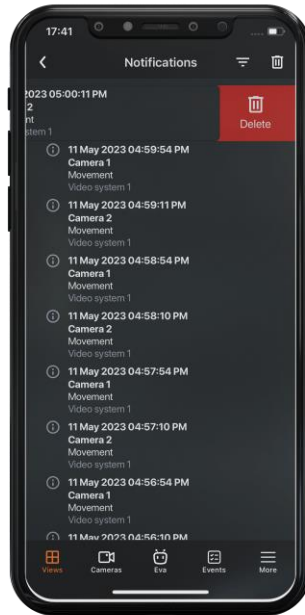 17:41
Notifications
2023 05:00:11 PM
2
nt
stem 1
Delete
11 May 2023 04:59:54 PM
Camera 1
Movement
Video system 1
11 May 2023 04:59:11 PM
Camera 2
Movement
Video system 1
11 May 2023 04:58:54 PM
Camera 1
Movement
Video system 1
11 May 2023 04:58:10 PM
Camera 2
Movement
Video system 1
11 May 2023 04:57:54 PM
Camera 1
Movement
Video system 1
11 May 2023 04:57:10 PM
Camera 2
Movement
Video system 1
11 May 2023 04:56:54 PM
Camera 1
Movement
Video system 1
11 May 2023 04:56:10 PM
Views Cameras Eva Events More